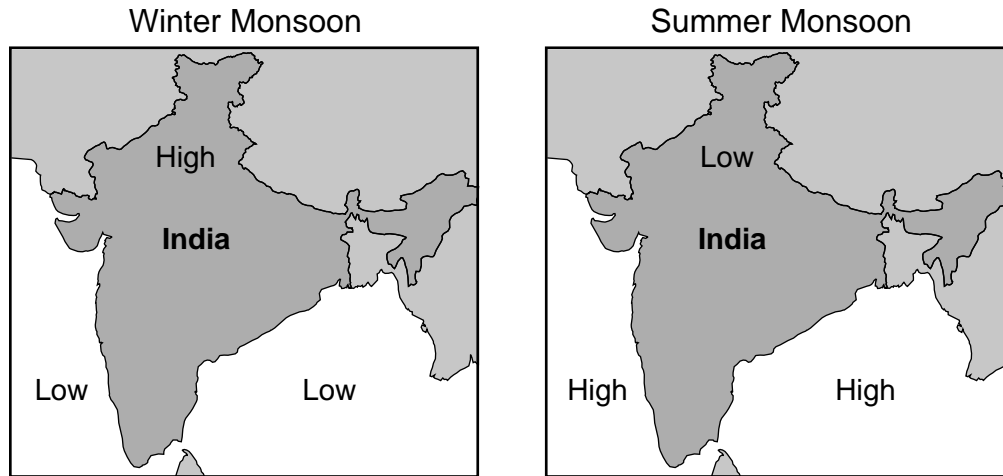 Winter Monsoon
High
India
Low
Low
Summer Monsoon
Low
India
High
High